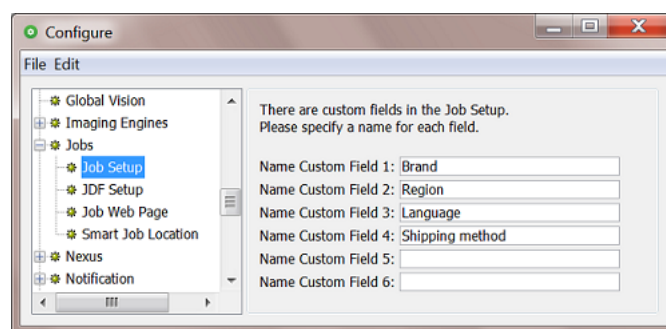 Configure
File Edit
Global Vision
Imaging Engines
Jobs
Job Setup
JDF Setup
Job Web Page
Smart Job Location
Nexus
Notification
There are custom fields in the Job Setup.
Please specify a name for each field.
Name Custom Field 1: Brand
Name Custom Field 2: Region
Name Custom Field 3: Language
Name Custom Field 4: Shipping method
Name Custom Field 5:
Name Custom Field 6: